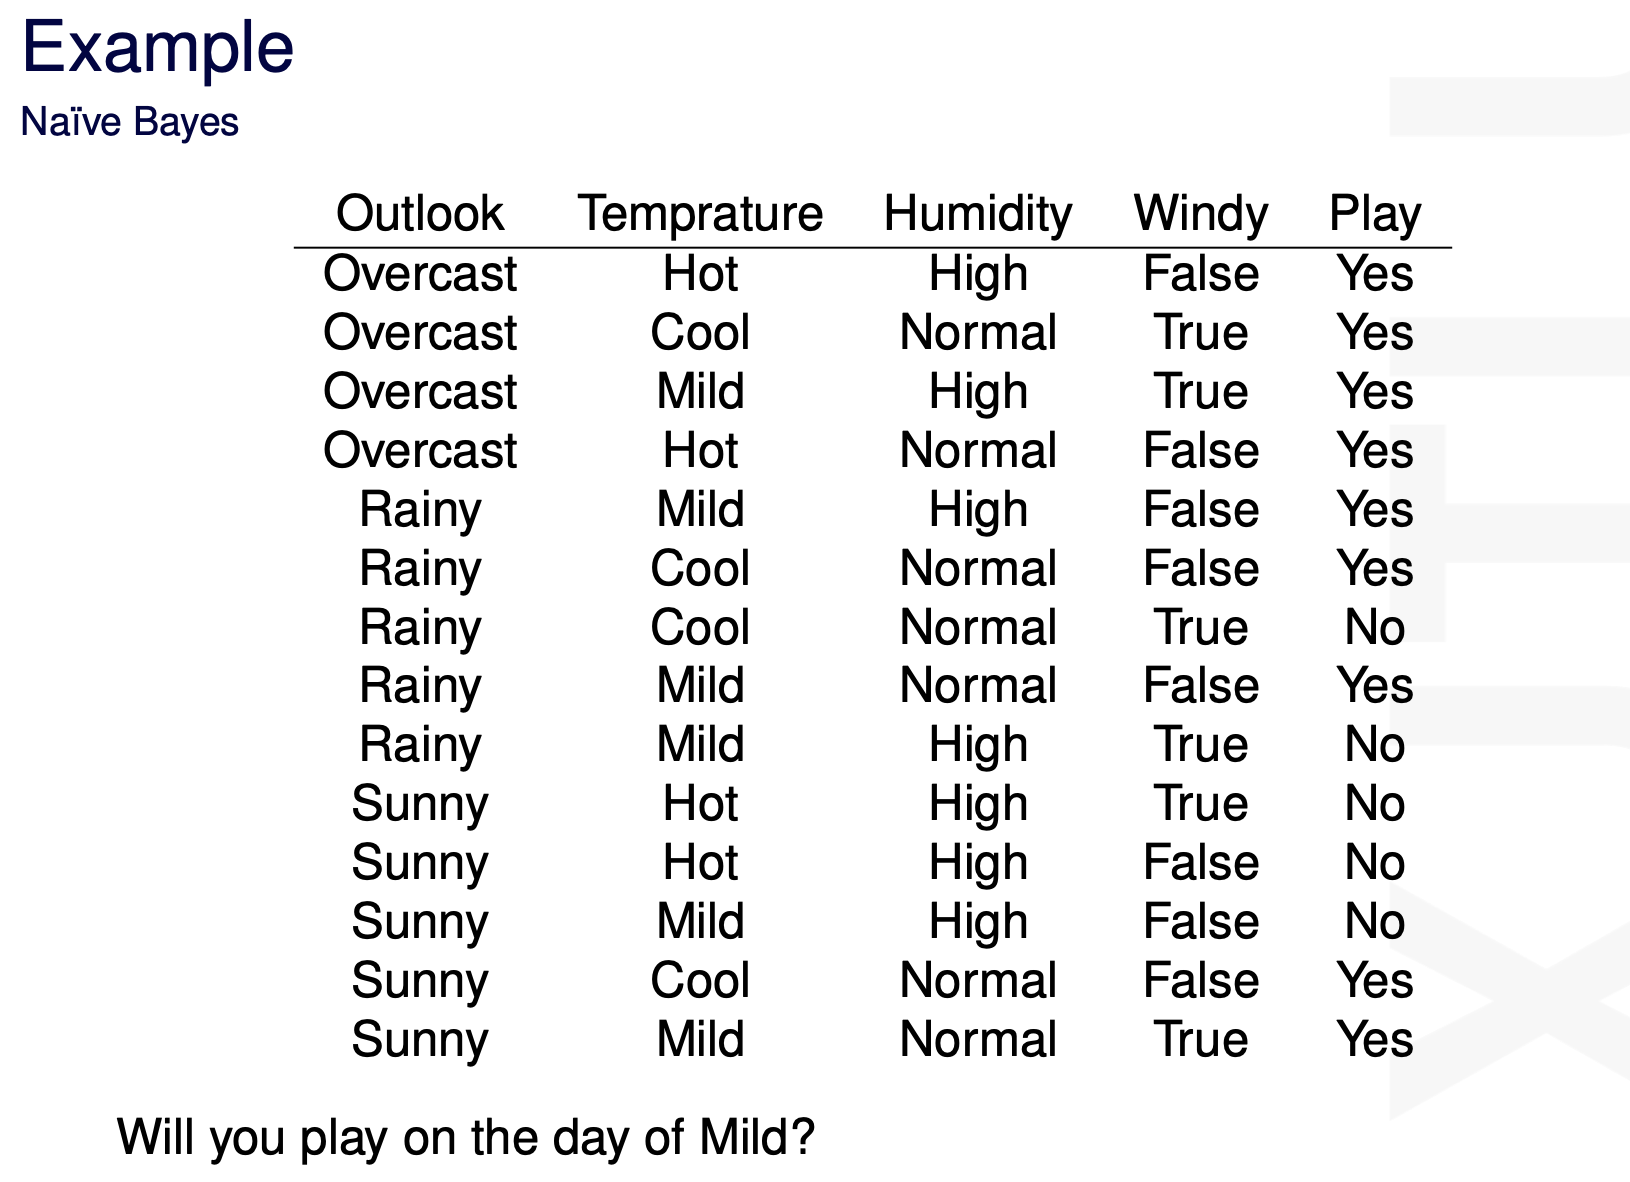 Example
Naïve Bayes
Outlook Temprature Humidity Windy Play
Overcast Hot High False Yes
Overcast Cool Normal True Yes
Overcast Mild High True Yes
Overcast Hot Normal False Yes
Rainy Mild High False Yes
Rainy Cool Normal False Yes
Rainy Cool Normal True No
Rainy Mild Normal False Yes
Rainy Mild High True No
Sunny Hot High True No
Sunny Hot High False No
Sunny Mild High False No
Sunny Cool Normal False Yes
Sunny Mild Normal True Yes
Will you play on the day of Mild?